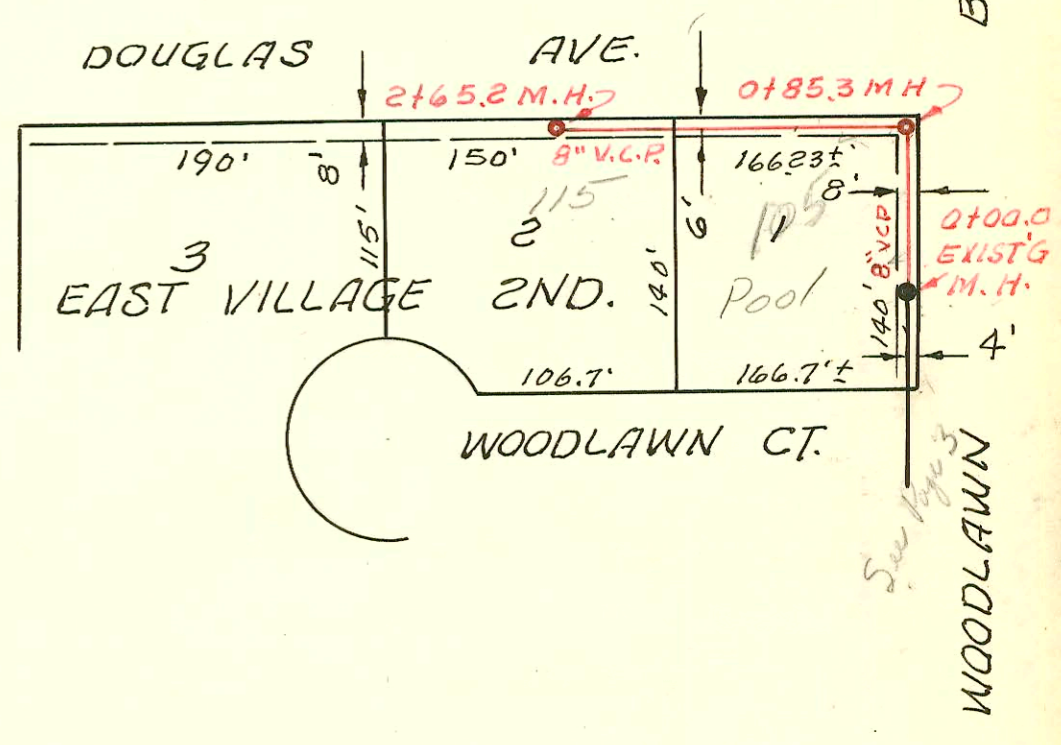 B
DOUGLAS AVE.
2+65.2 M.H.
0+85.3 M H
190'
8'
150'
8" V.C.P.
166.23±'
8'
115
105
115'
2
6'
1
8" VCP
0+00.0
EXIST'G
M.H.
3
EAST VILLAGE 2ND.
140'
Pool
140'
4'
106.7'
166.7'±
WOODLAWN CT.
See Page 3
WOODLAWN